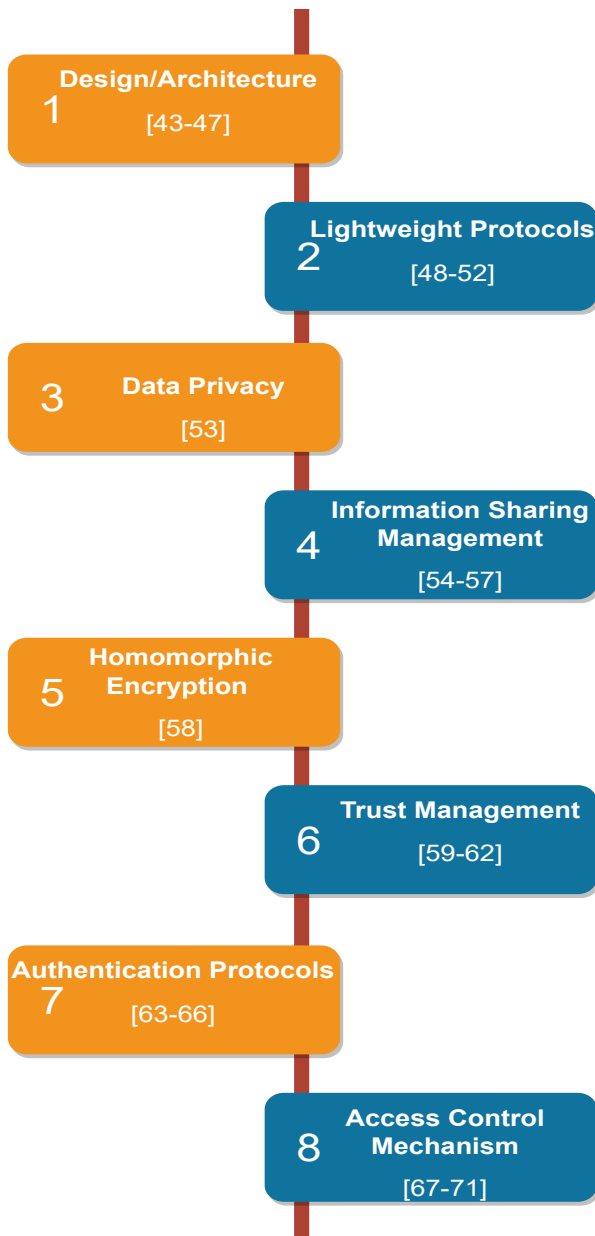 Design/Architecture
1
[43-47]
Lightweight Protocols
2
[48-52]
3
Data Privacy
[53]
Information Sharing
Management
4
[54-57]
Homomorphic
Encryption
5
[58]
Trust Management
6
[59-62]
Authentication Protocols
7
[63-66]
Access Control
Mechanism
8
[67-71]